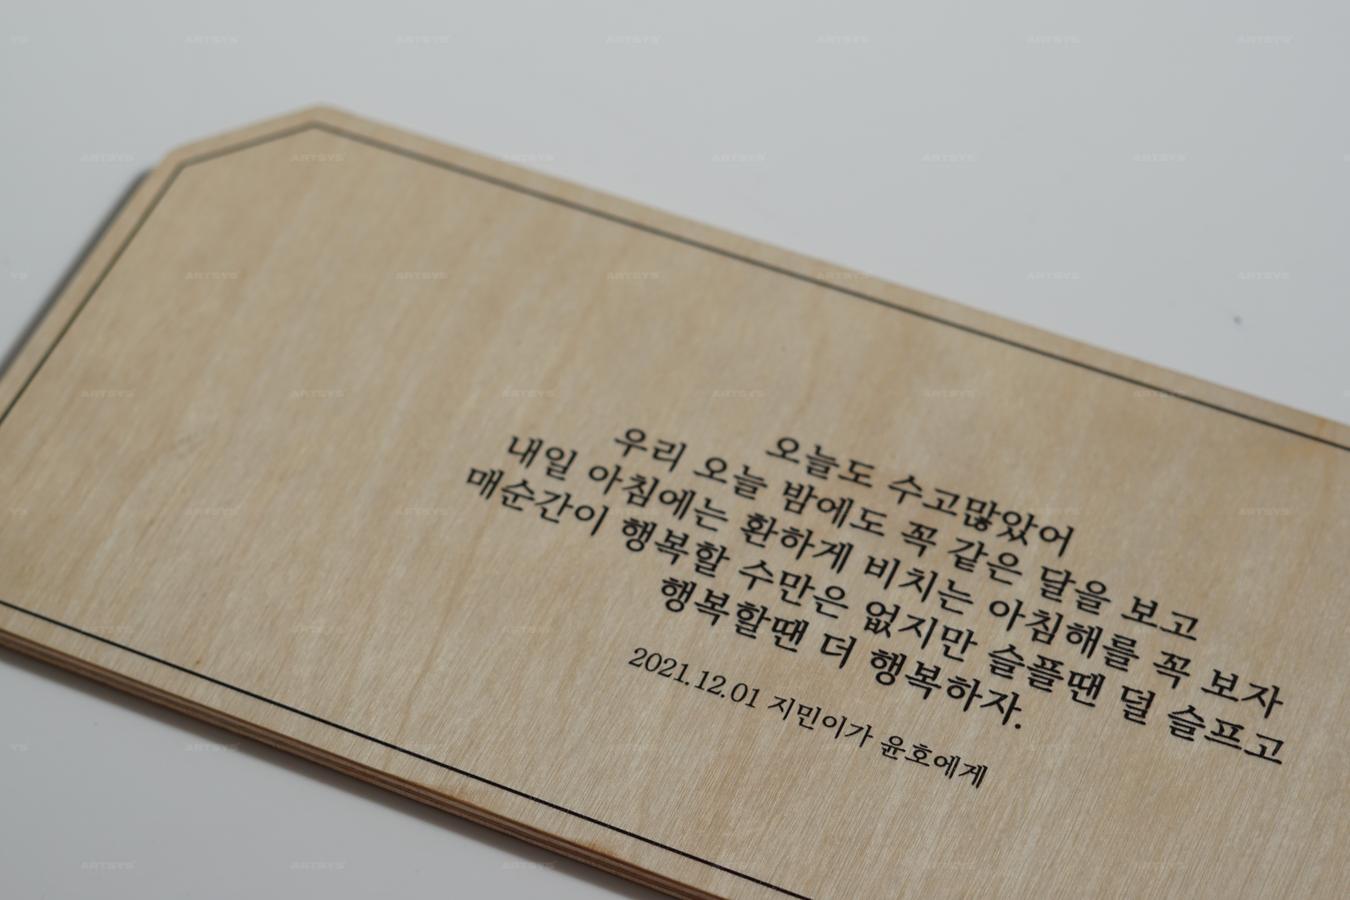 오늘도 수고많았어
우리 오늘 밤에도 꼭 같은 달을 보고
내일 아침에는 환하게 비치는 아침해를 꼭 보자
매순간이 행복할 수만은 없지만 슬플땐 덜 슬프고
행복할땐 더 행복하자.
2021.12.01 지민이가 윤호에게
ARTSYS